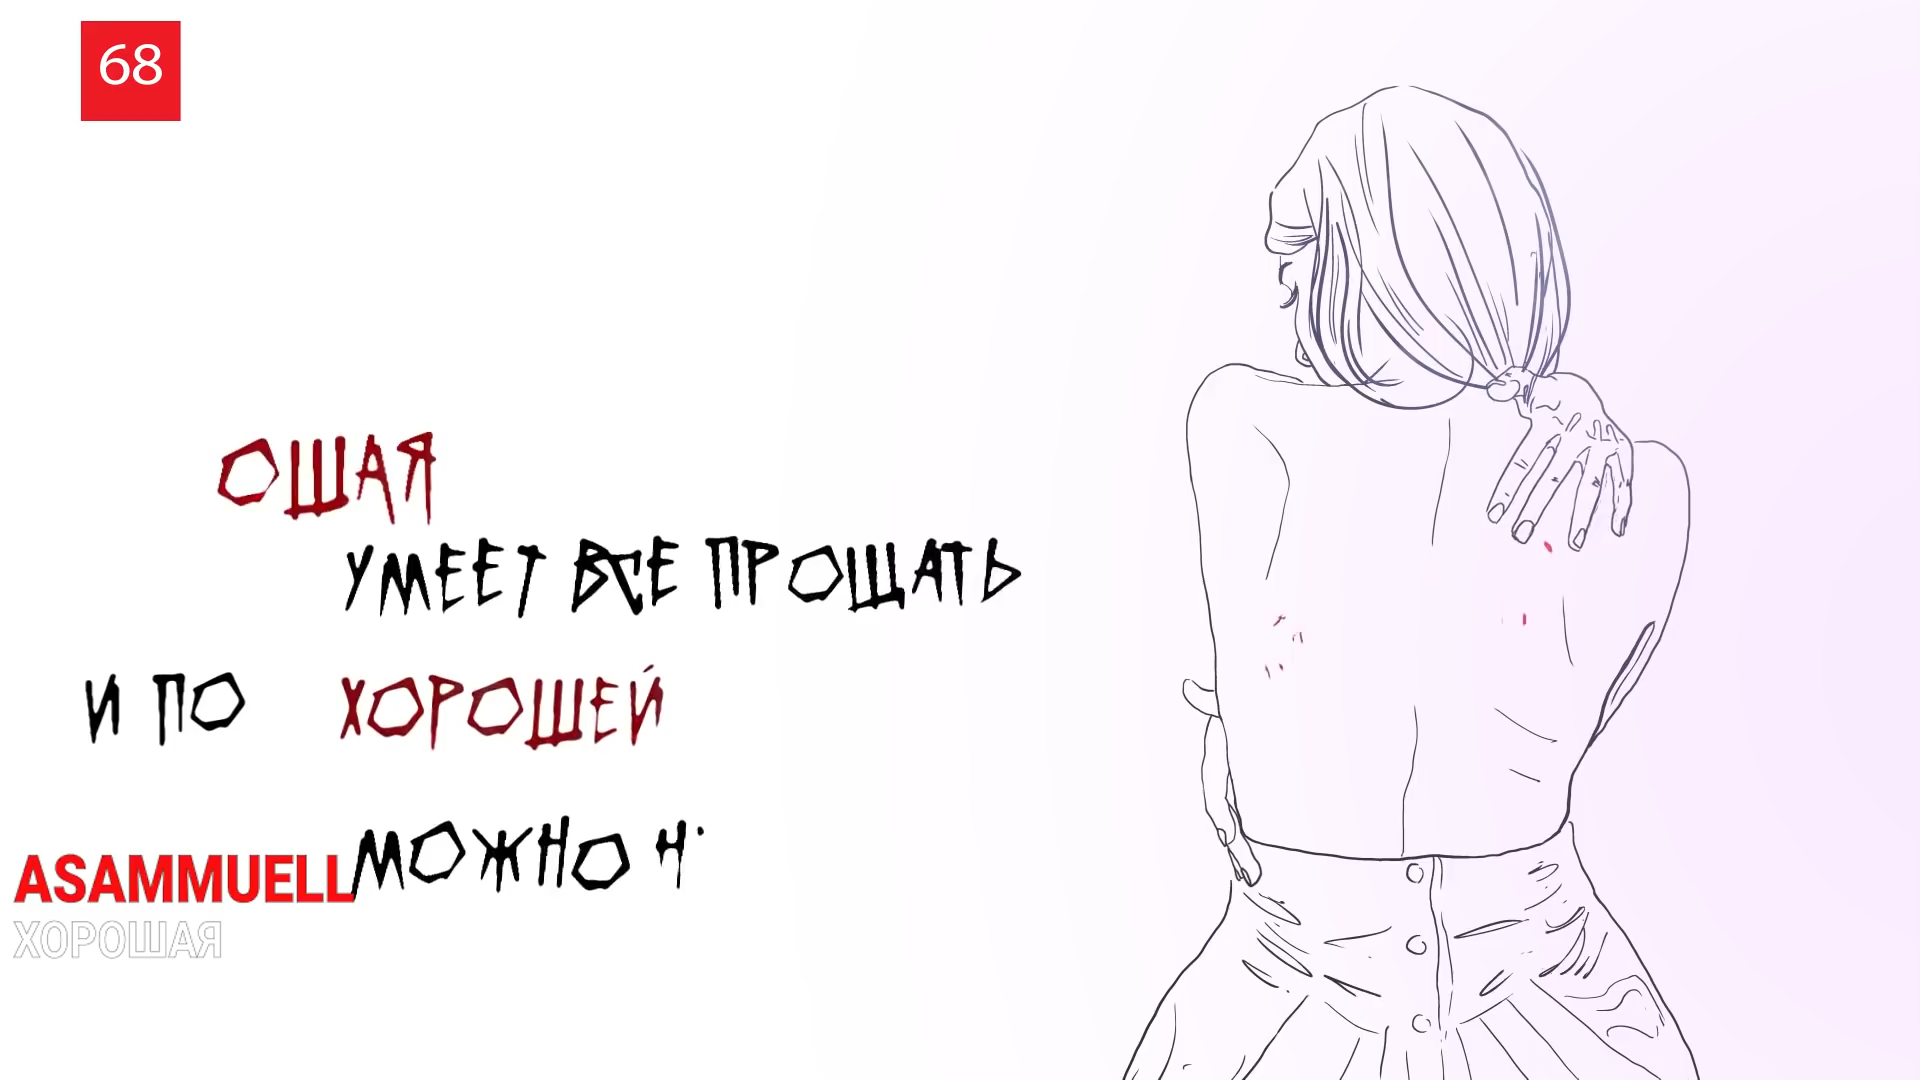 68
ОШАЯ
УМЕЕТ ВСЕ ПРОЩАТЬ
И ПО ХОРОШЕЙ
МОЖНО
ASAMMUELL
ХОРОШАЯ